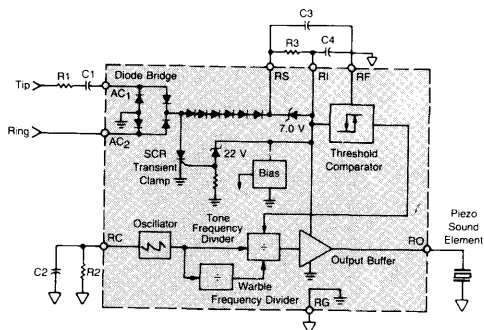 C3
R3
C4
RS
RI
RF
Tip
R1
C1
Diode Bridge
AC1
Ring
AC2
7.0 V
SCR
Transient
Clamp
22 V
Bias
Threshold
Comparator
Piezo
Sound
Element
RC
Oscillator
Tone
Frequency
Divider
÷
RO
C2
R2
÷
Output Buffer
Warble
Frequency Divider
RG